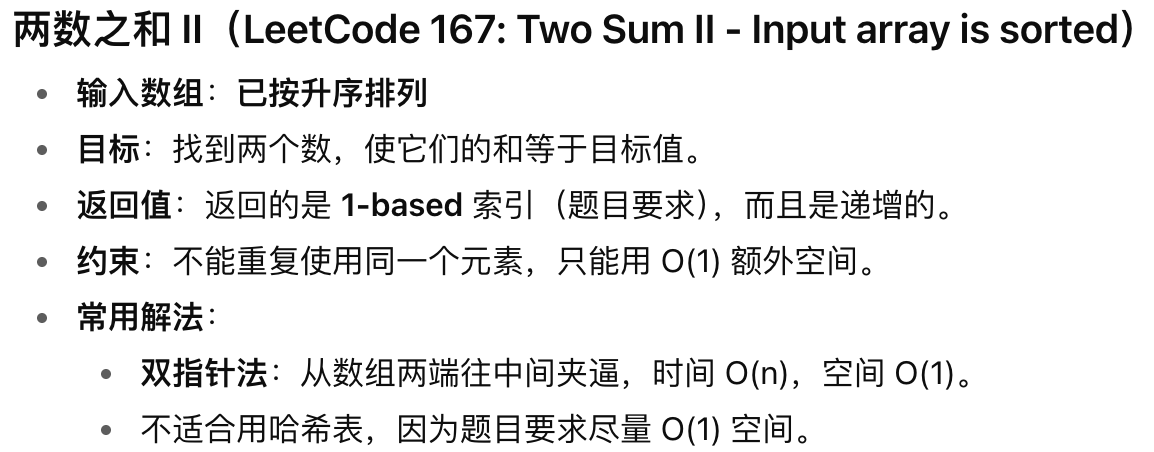 两数之和 II（LeetCode 167: Two Sum II - Input array is sorted）
• 输入数组：已按升序排列
• 目标：找到两个数，使它们的和等于目标值。
• 返回值：返回的是 1-based 索引（题目要求），而且是递增的。
• 约束：不能重复使用同一个元素，只能用 O(1) 额外空间。
• 常用解法：
• 双指针法：从数组两端往中间夹逼，时间 O(n)，空间 O(1)。
• 不适合用哈希表，因为题目要求尽量 O(1) 空间。